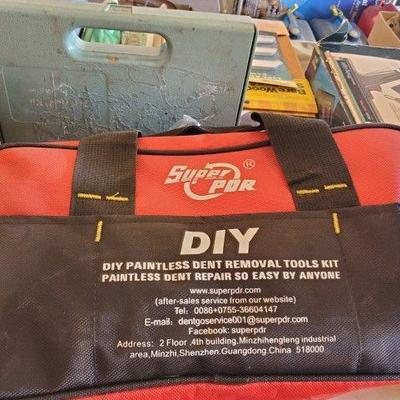 Bare Wood
Super
PDR
®
DIY
DIY PAINTLESS DENT REMOVAL TOOLS KIT
PAINTLESS DENT REPAIR SO EASY BY ANYONE
www.superpdr.com
(after-sales service from our website)
Tel: 0086+0755-36604147
E-mail: dentgoservice001@superpdr.com
Facebook: superpdr
Address: 2 Floor ,4th building,Minzhihengleng industrial
area,Minzhi,Shenzhen.Guangdong.China 518000